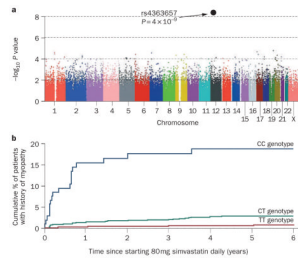 a
rs4363657
P = 4 × 10⁻⁹
–log₁₀ P value
8
6
4
2
0
1 2 3 4 5 6 7 8 9 10 11 12 13 14 16 18 20 22
15 17 19 21 X
Chromosome
b
Cumulative % of patients
with history of myopathy
20
15
10
5
0
CC genotype
CT genotype
TT genotype
0 1 2 3 4 5 6
Time since starting 80 mg simvastatin daily (years)